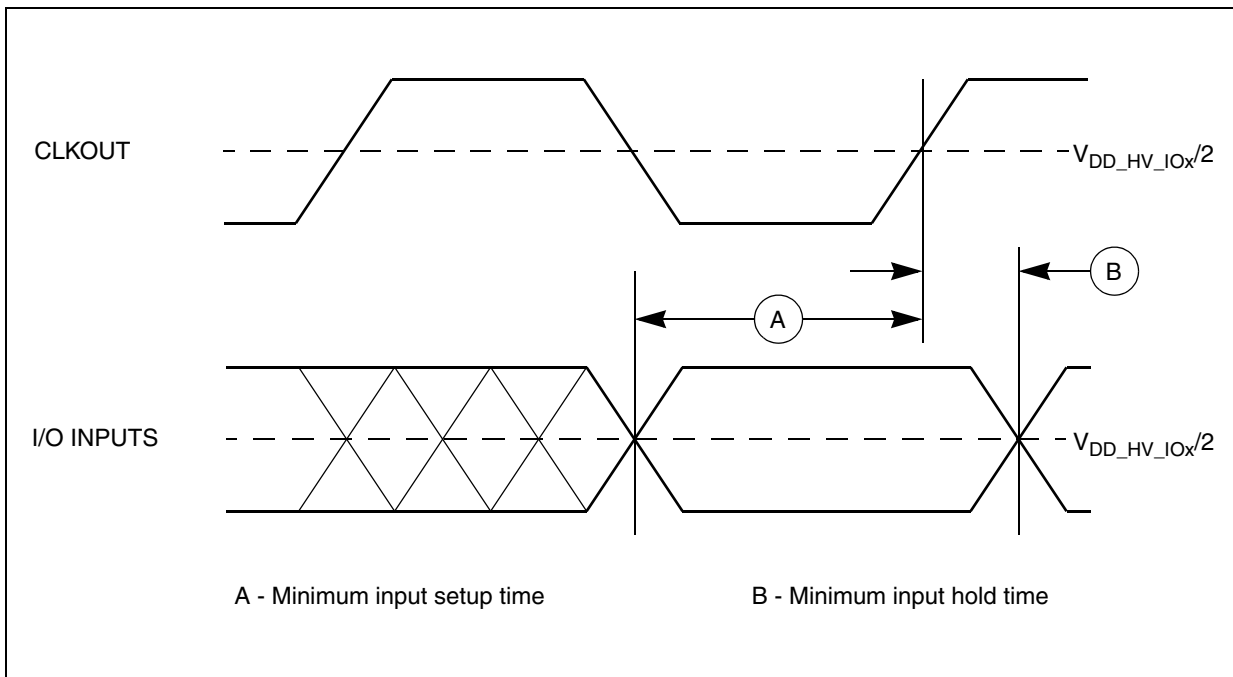 CLKOUT
V_DD_HV_IOx/2
B
A
I/O INPUTS
V_DD_HV_IOx/2
A - Minimum input setup time
B - Minimum input hold time